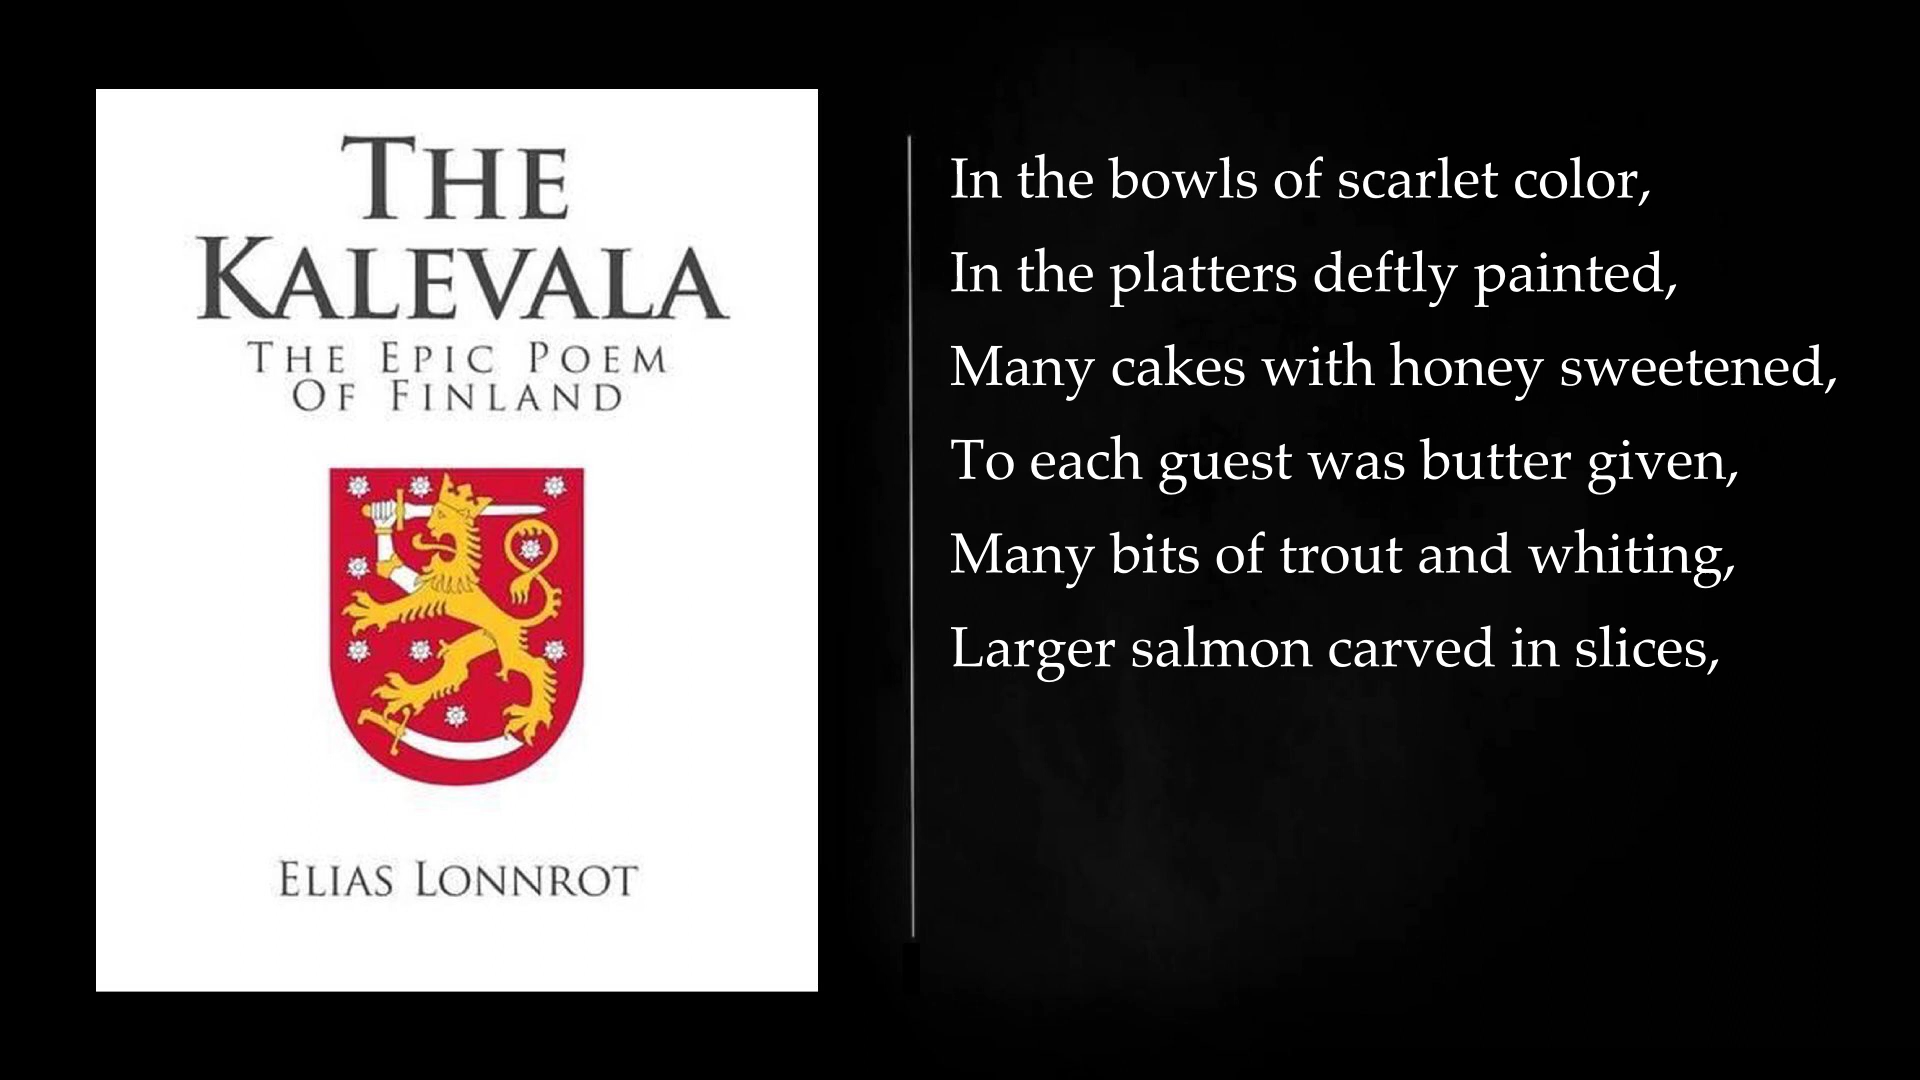 THE
KALEVALA
THE EPIC POEM
OF FINLAND
ELIAS LONNROT
In the bowls of scarlet color,
In the platters deftly painted,
Many cakes with honey sweetened,
To each guest was butter given,
Many bits of trout and whiting,
Larger salmon carved in slices,